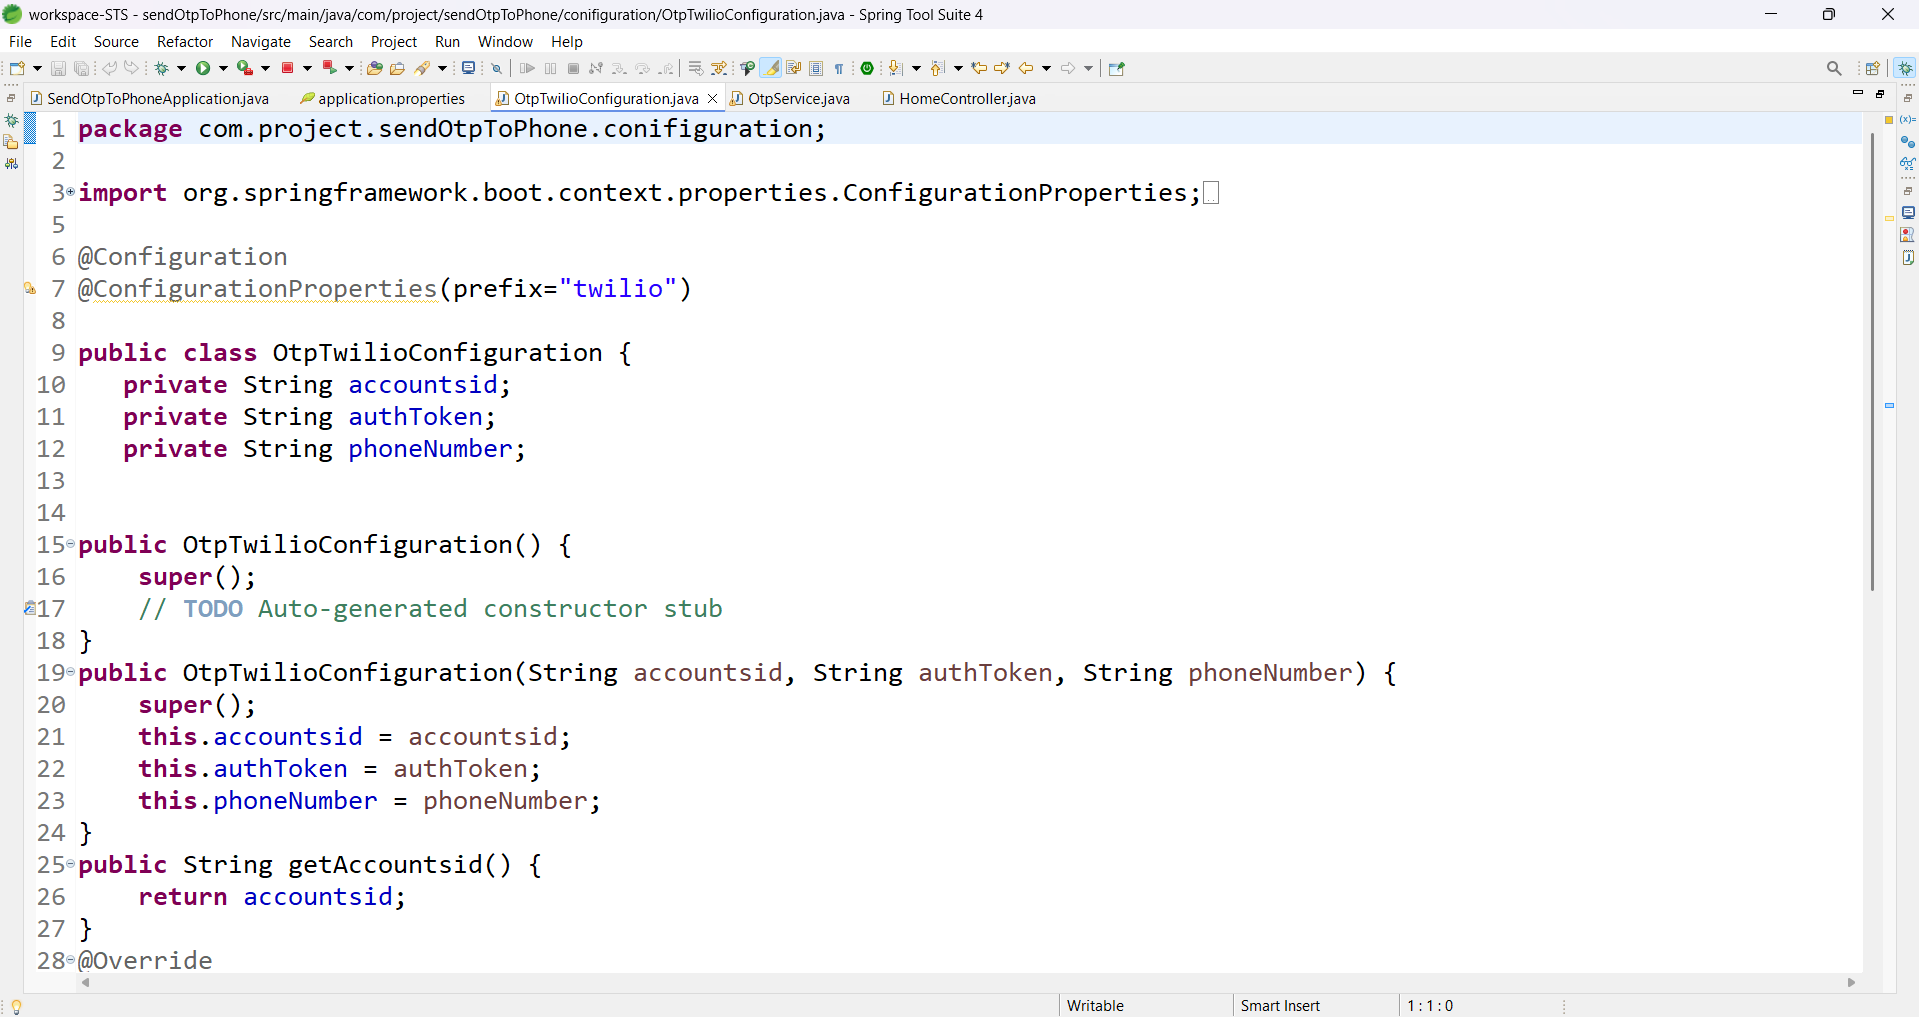 workspace-STS - sendOtpToPhone/src/main/java/com/project/sendOtpToPhone/conifiguration/OtpTwilioConfiguration.java - Spring Tool Suite 4
File Edit Source Refactor Navigate Search Project Run Window Help
SendOtpToPhoneApplication.java application.properties OtpTwilioConfiguration.java OtpService.java HomeController.java
1 package com.project.sendOtpToPhone.conifiguration;
2
3 import org.springframework.boot.context.properties.ConfigurationProperties;
5
6 @Configuration
7 @ConfigurationProperties(prefix="twilio")
8
9 public class OtpTwilioConfiguration {
10 private String accountsid;
11 private String authToken;
12 private String phoneNumber;
13
14
15 public OtpTwilioConfiguration() {
16 super();
17 // TODO Auto-generated constructor stub
18 }
19 public OtpTwilioConfiguration(String accountsid, String authToken, String phoneNumber) {
20 super();
21 this.accountsid = accountsid;
22 this.authToken = authToken;
23 this.phoneNumber = phoneNumber;
24 }
25 public String getAccountsid() {
26 return accountsid;
27 }
28 @Override
Writable Smart Insert 1 : 1 : 0